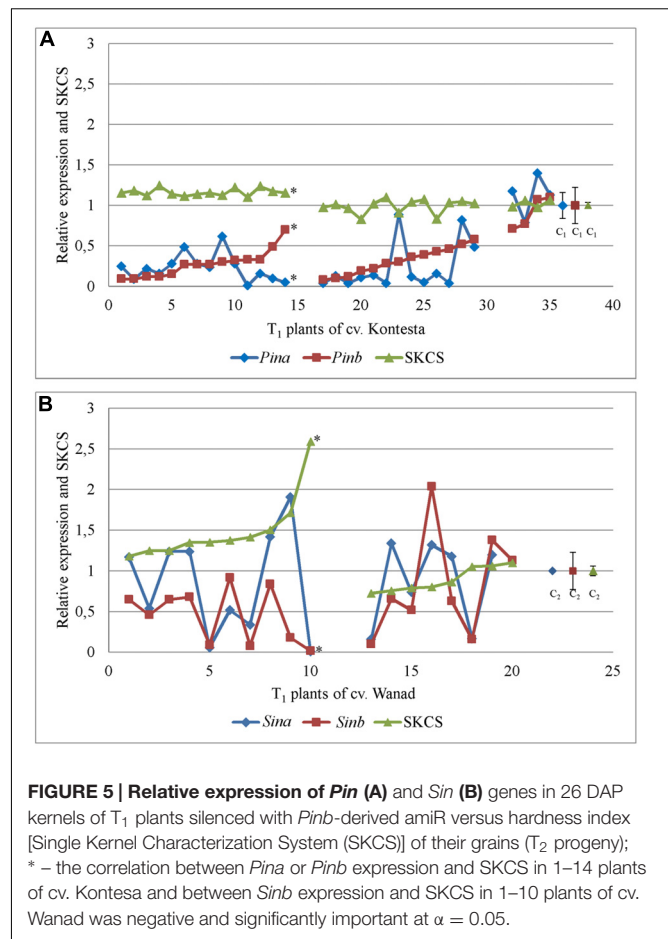 A
3
2,5
2
1,5
1
0,5
0
Relative expression and SKCS
*
*
*
C₁ C₁ C₁
0 5 10 15 20 25 30 35 40
T₁ plants of cv. Kontesta
Pina Pinb SKCS
B
3
2,5
2
1,5
1
0,5
0
Relative expression and SKCS
*
*
C₂ C₂ C₂
0 5 10 15 20 25
T₁ plants of cv. Wanad
Sina Sinb SKCS
FIGURE 5 | Relative expression of Pin (A) and Sin (B) genes in 26 DAP
kernels of T₁ plants silenced with Pinb-derived amiR versus hardness index
[Single Kernel Characterization System (SKCS)] of their grains (T₂ progeny);
* – the correlation between Pina or Pinb expression and SKCS in 1–14 plants
of cv. Kontesa and between Sinb expression and SKCS in 1–10 plants of cv.
Wanad was negative and significantly important at α = 0.05.